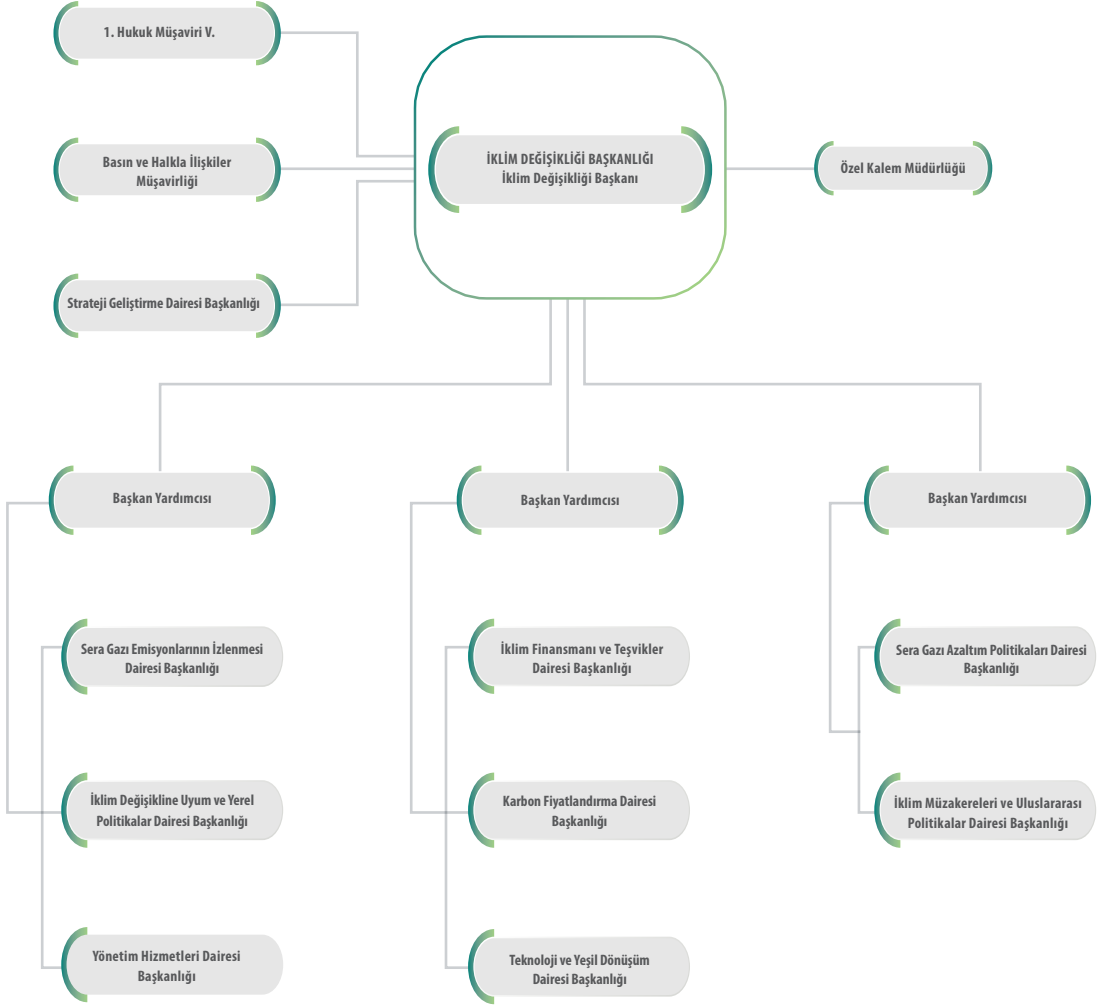 1. Hukuk Müşaviri V.
Basın ve Halkla İlişkiler
Müşavirliği
Strateji Geliştirme Dairesi Başkanlığı
İKLİM DEĞİŞİKLİĞİ BAŞKANLIĞI
İklim Değişikliği Başkanı
Özel Kalem Müdürlüğü
Başkan Yardımcısı
Başkan Yardımcısı
Başkan Yardımcısı
Sera Gazı Emisyonlarının İzlenmesi
Dairesi Başkanlığı
İklim Finansmanı ve Teşvikler
Dairesi Başkanlığı
Sera Gazı Azaltım Politikaları Dairesi
Başkanlığı
İklim Değişikline Uyum ve Yerel
Politikalar Dairesi Başkanlığı
Karbon Fiyatlandırma Dairesi
Başkanlığı
İklim Müzakereleri ve Uluslararası
Politikalar Dairesi Başkanlığı
Yönetim Hizmetleri Dairesi
Başkanlığı
Teknoloji ve Yeşil Dönüşüm
Dairesi Başkanlığı